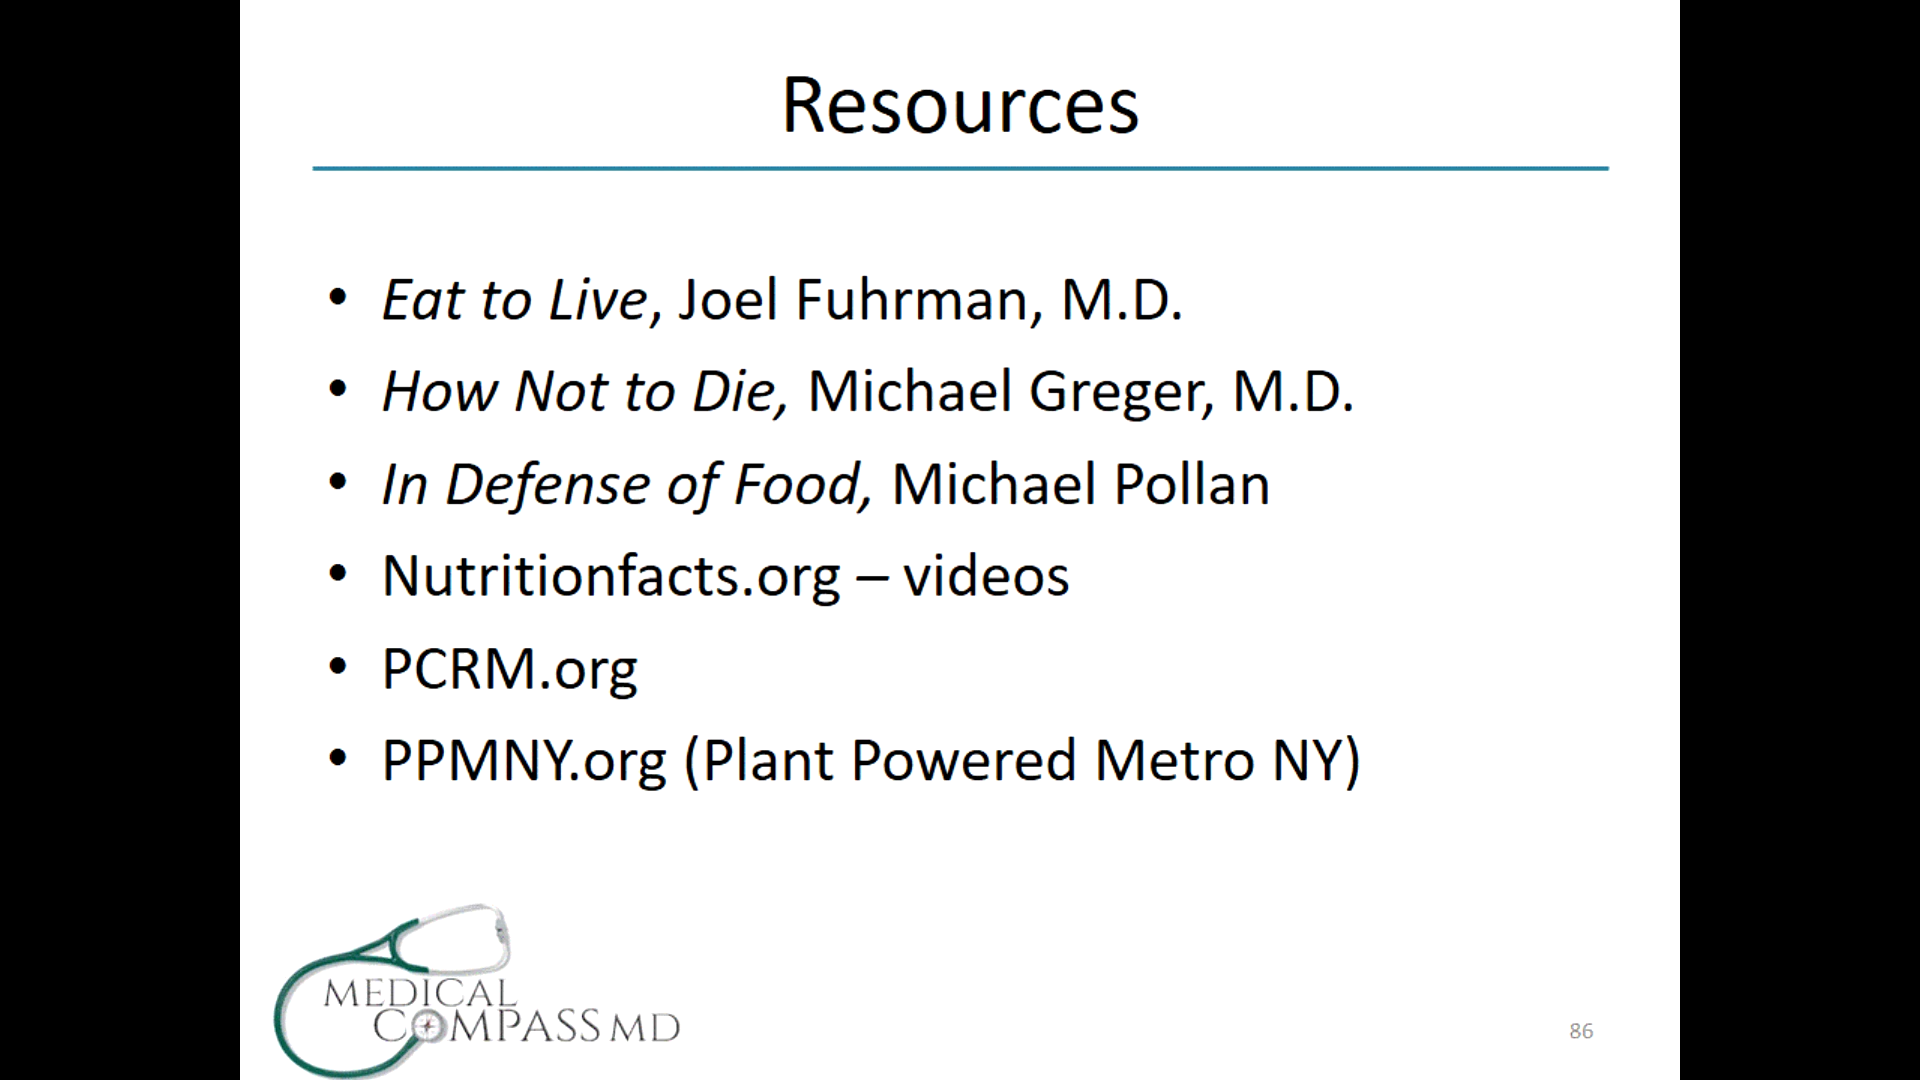 Resources
• Eat to Live, Joel Fuhrman, M.D.
• How Not to Die, Michael Greger, M.D.
• In Defense of Food, Michael Pollan
• Nutritionfacts.org – videos
• PCRM.org
• PPMNY.org (Plant Powered Metro NY)
MEDICAL
COMPASS MD
86